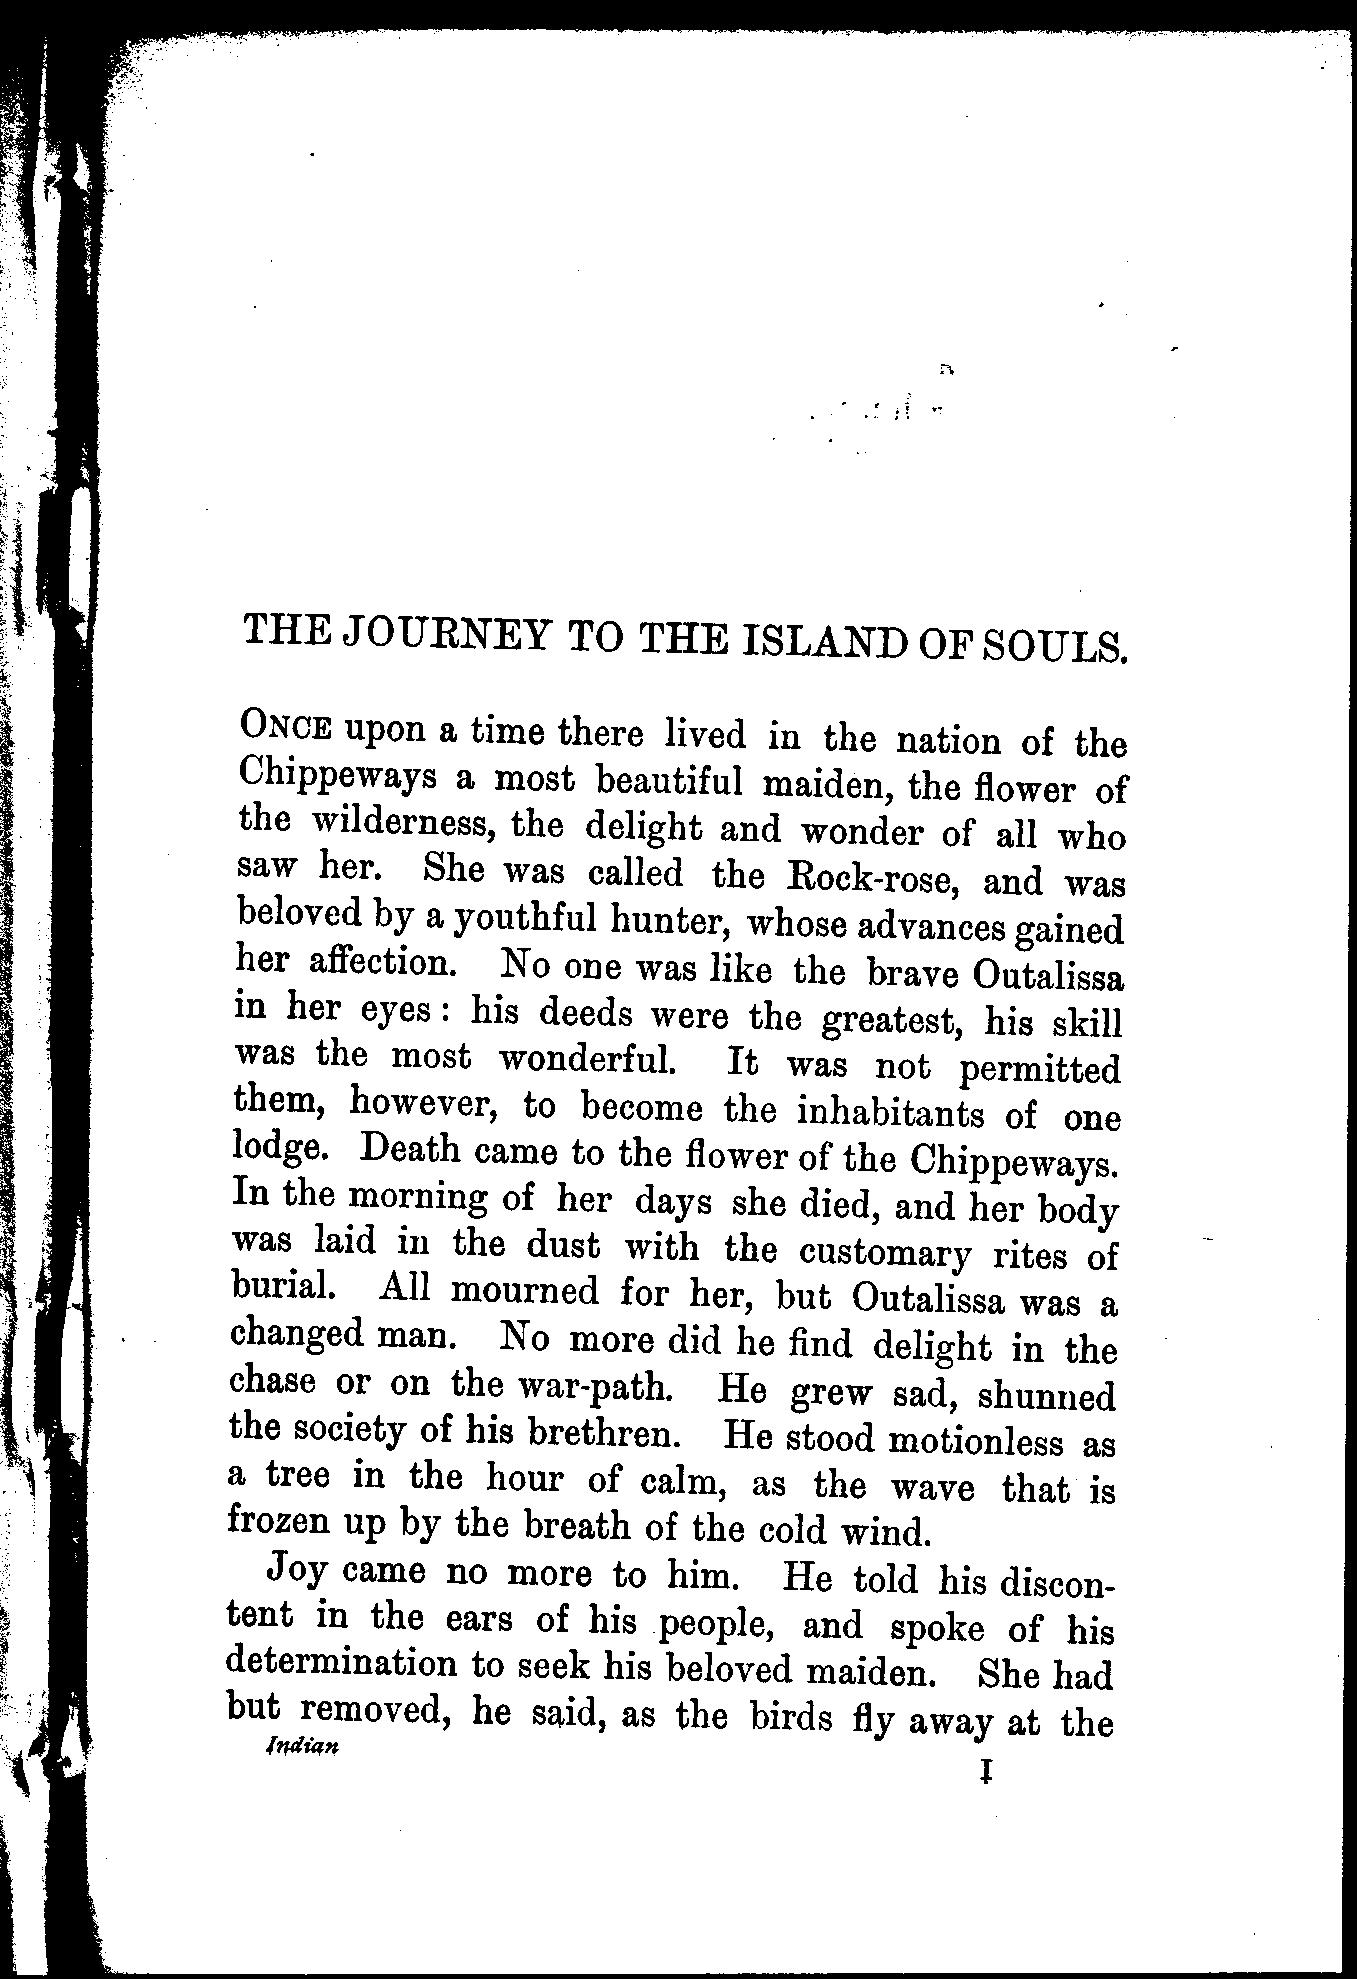 THE JOURNEY TO THE ISLAND OF SOULS.
ONCE upon a time there lived in the nation of the
Chippeways a most beautiful maiden, the flower of
the wilderness, the delight and wonder of all who
saw her. She was called the Rock-rose, and was
beloved by a youthful hunter, whose advances gained
her affection. No one was like the brave Outalissa
in her eyes: his deeds were the greatest, his skill
was the most wonderful. It was not permitted
them, however, to become the inhabitants of one
lodge. Death came to the flower of the Chippeways.
In the morning of her days she died, and her body
was laid in the dust with the customary rites of
burial. All mourned for her, but Outalissa was a
changed man. No more did he find delight in the
chase or on the war-path. He grew sad, shunned
the society of his brethren. He stood motionless as
a tree in the hour of calm, as the wave that is
frozen up by the breath of the cold wind.
Joy came no more to him. He told his discon-
tent in the ears of his people, and spoke of his
determination to seek his beloved maiden. She had
but removed, he said, as the birds fly away at the
Indian
I